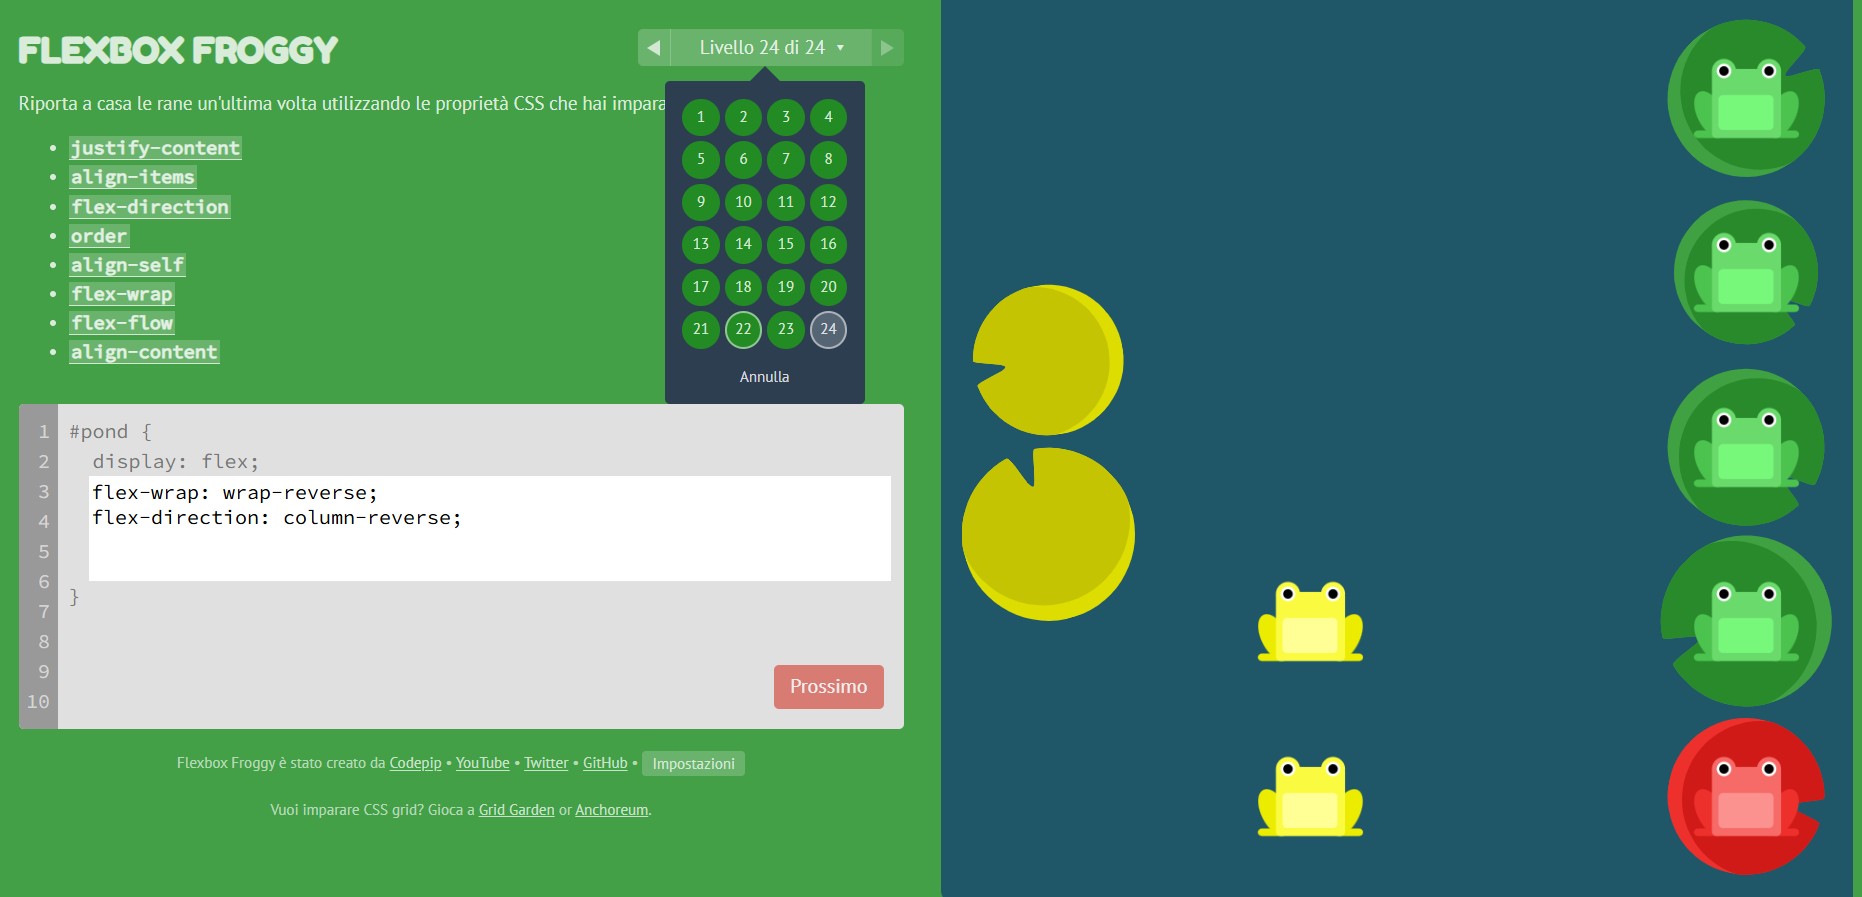 FLEXBOX FROGGY
Livello 24 di 24
Riporta a casa le rane un'ultima volta utilizzando le proprietà CSS che hai impara
justify-content
align-items
flex-direction
order
align-self
flex-wrap
flex-flow
align-content
1 2 3 4
5 6 7 8
9 10 11 12
13 14 15 16
17 18 19 20
21 22 23 24
Annulla
1 #pond {
2 display: flex;
3 flex-wrap: wrap-reverse;
4 flex-direction: column-reverse;
5
6 }
7
8
9
10
Prossimo
Flexbox Froggy è stato creato da Codepip • YouTube • Twitter • GitHub • Impostazioni
Vuoi imparare CSS grid? Gioca a Grid Garden or Anchoreum.